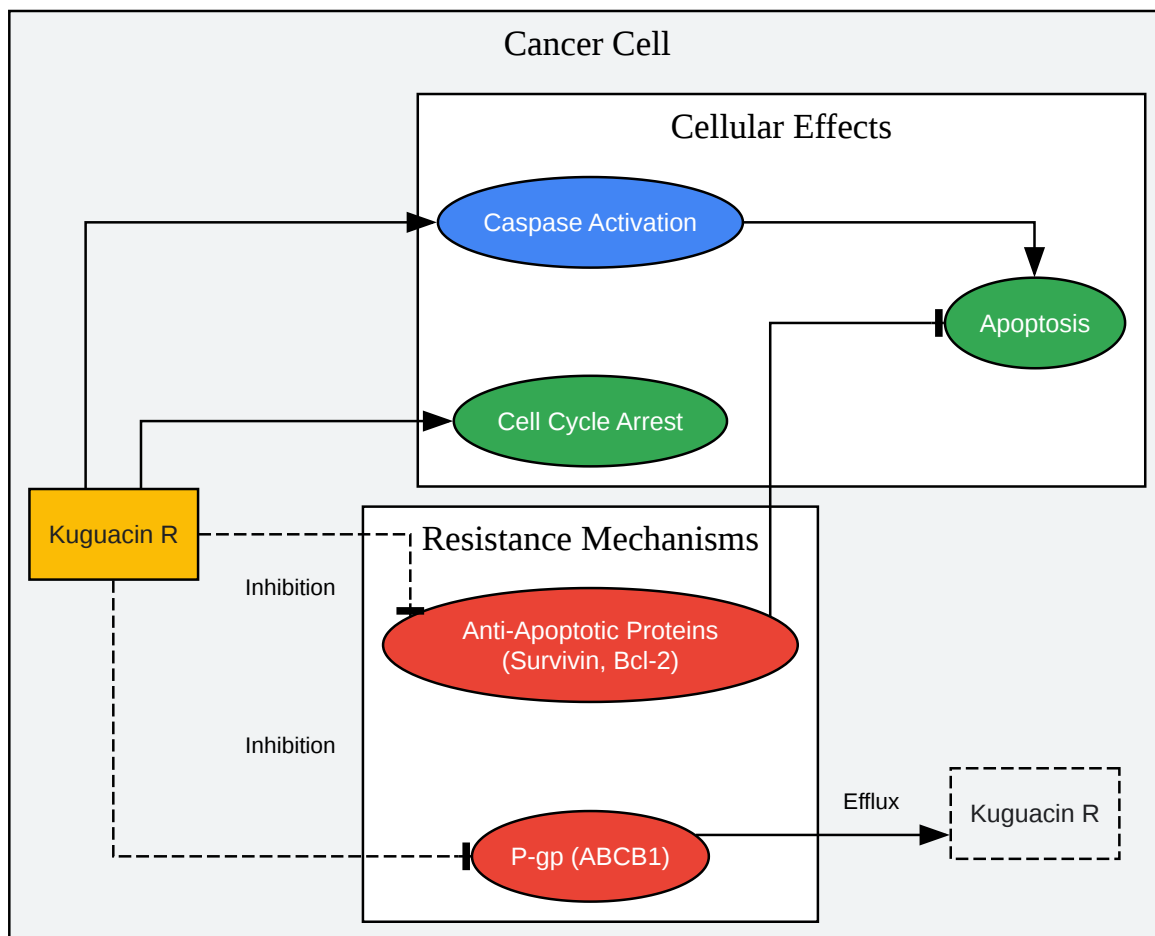 Cancer Cell
Cellular Effects
Caspase Activation
Apoptosis
Cell Cycle Arrest
Kuguacin R
Resistance Mechanisms
Inhibition
Anti-Apoptotic Proteins
(Survivin, Bcl-2)
Inhibition
Efflux
Kuguacin R
P-gp (ABCB1)